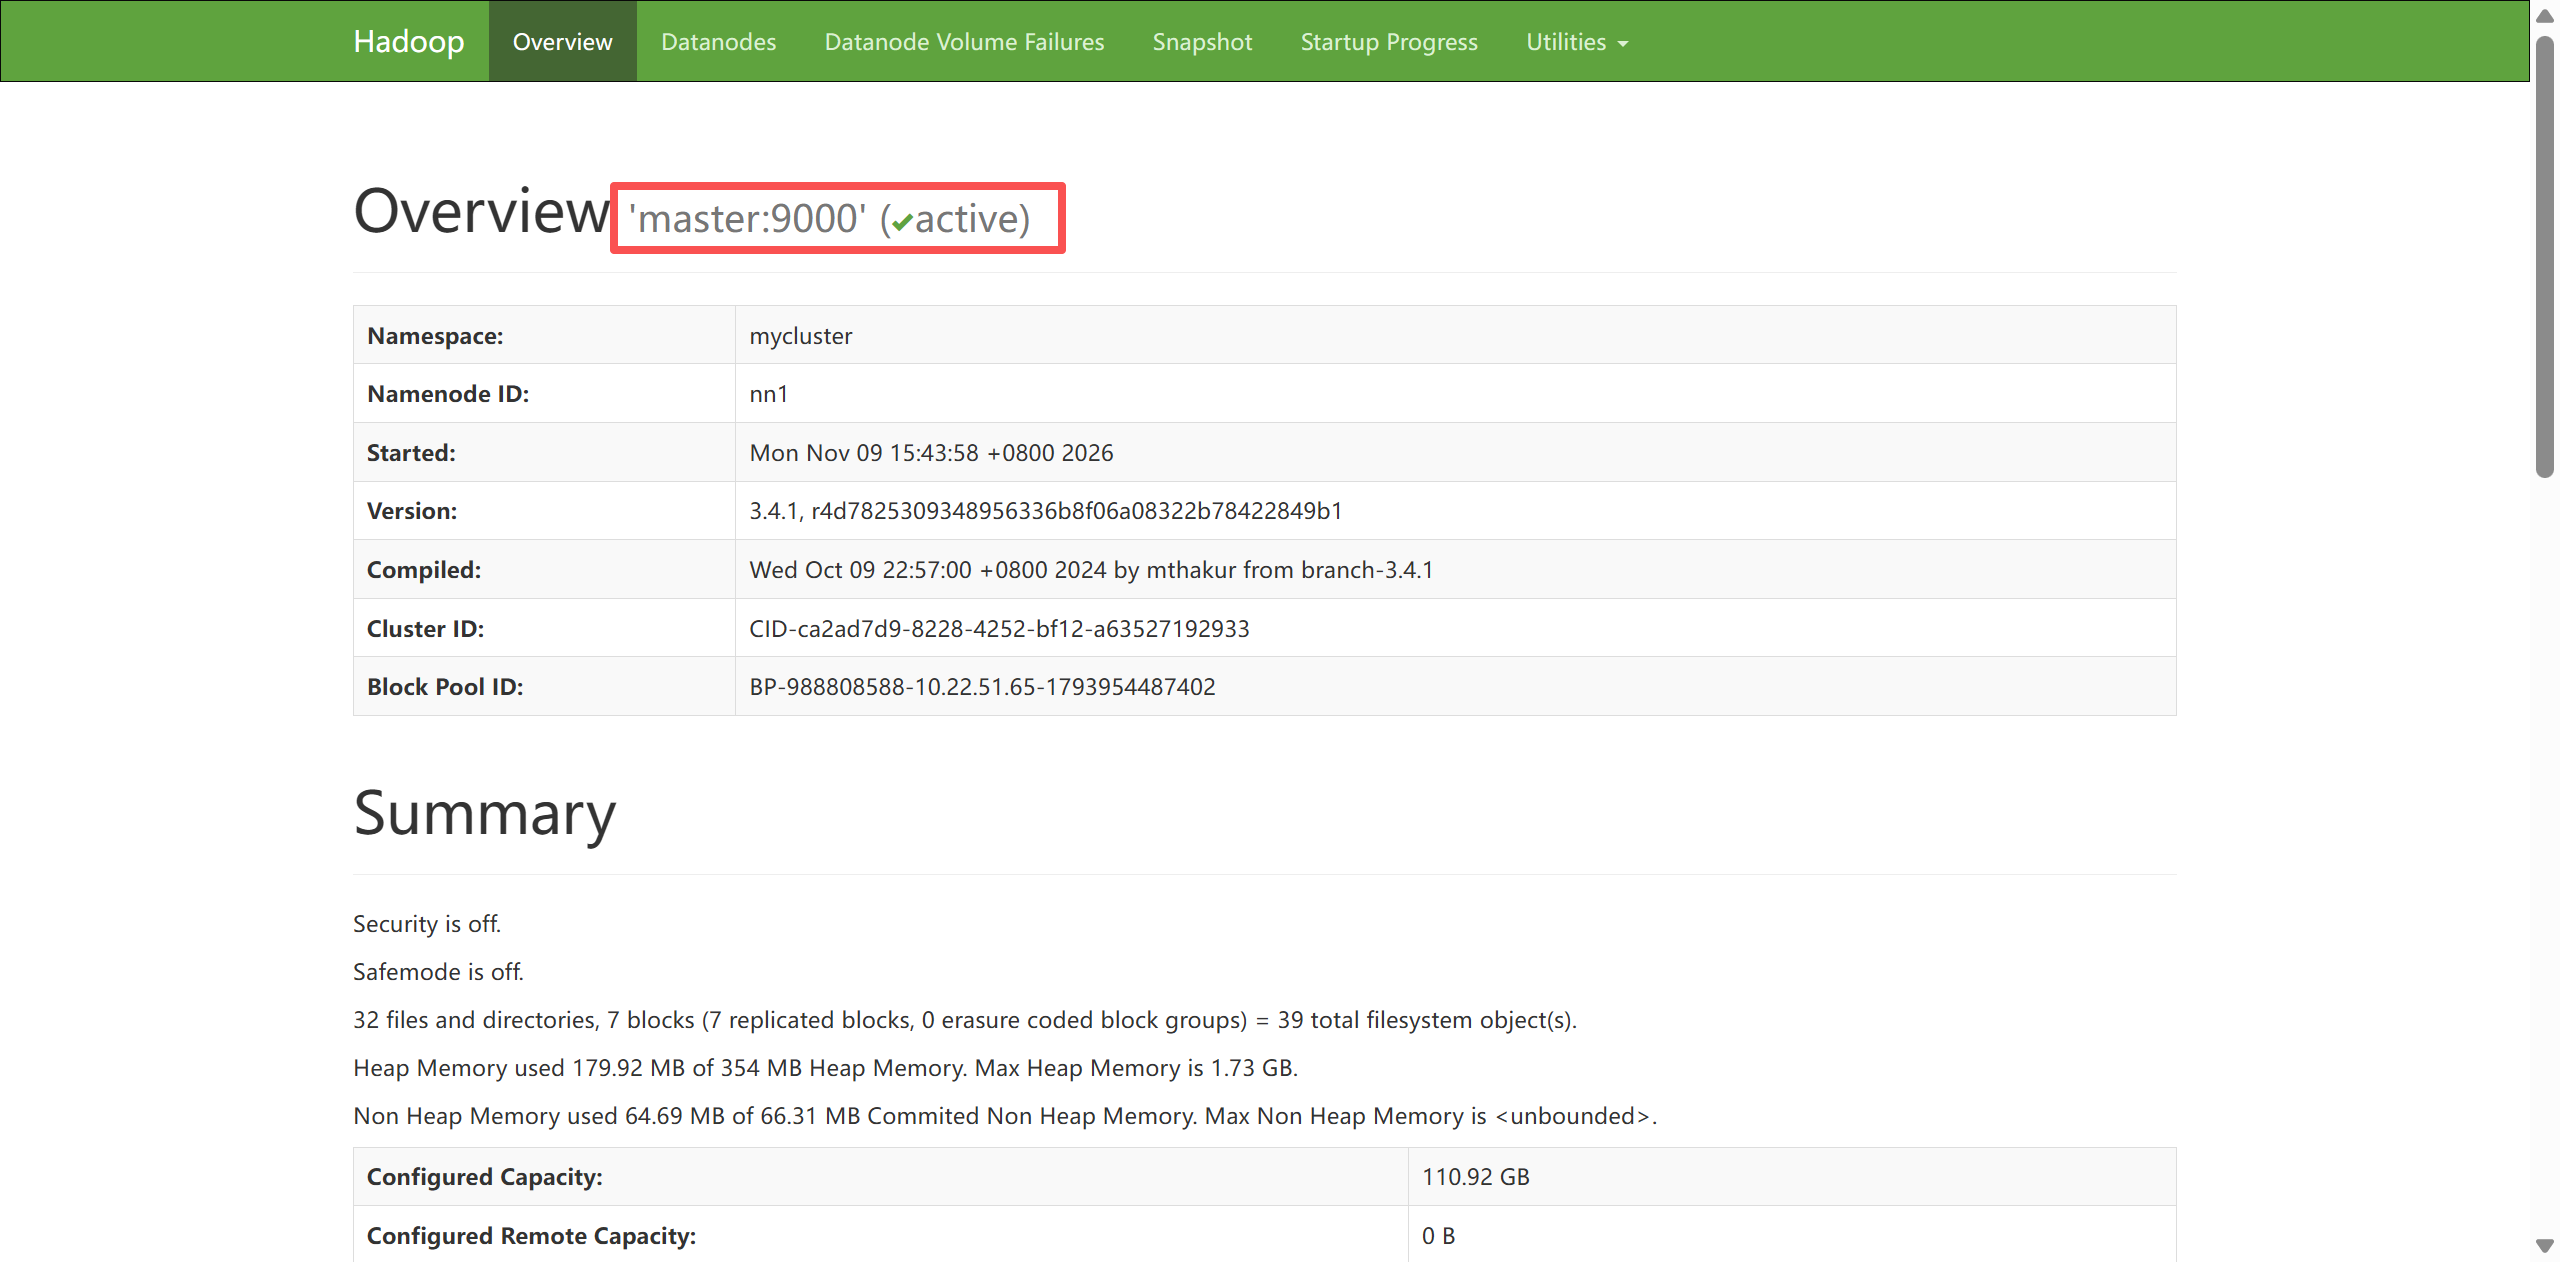 Hadoop Overview Datanodes Datanode Volume Failures Snapshot Startup Progress Utilities
Overview 'master:9000' (✔active)
Namespace: mycluster
Namenode ID: nn1
Started: Mon Nov 09 15:43:58 +0800 2026
Version: 3.4.1, r4d7825309348956336b8f06a08322b78422849b1
Compiled: Wed Oct 09 22:57:00 +0800 2024 by mthakur from branch-3.4.1
Cluster ID: CID-ca2ad7d9-8228-4252-bf12-a63527192933
Block Pool ID: BP-988808588-10.22.51.65-1793954487402
Summary
Security is off.
Safemode is off.
32 files and directories, 7 blocks (7 replicated blocks, 0 erasure coded block groups) = 39 total filesystem object(s).
Heap Memory used 179.92 MB of 354 MB Heap Memory. Max Heap Memory is 1.73 GB.
Non Heap Memory used 64.69 MB of 66.31 MB Commited Non Heap Memory. Max Non Heap Memory is <unbounded>.
Configured Capacity: 110.92 GB
Configured Remote Capacity: 0 B